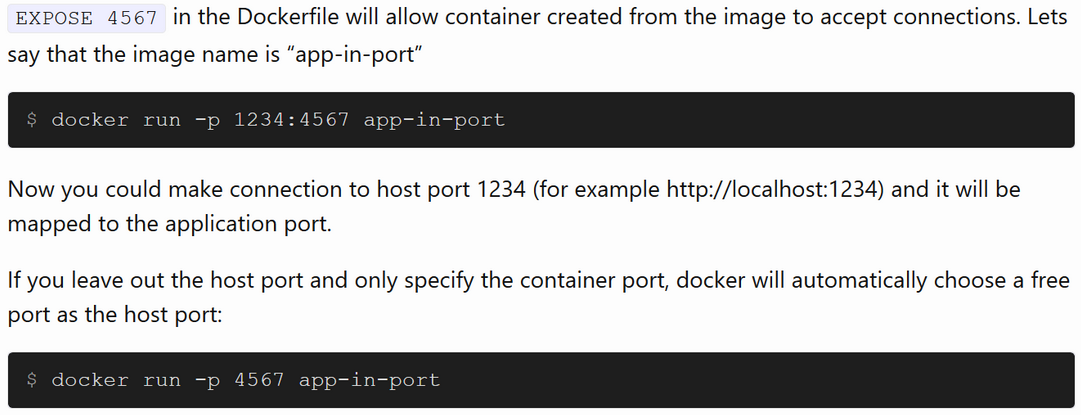 EXPOSE 4567 in the Dockerfile will allow container created from the image to accept connections. Lets
say that the image name is “app-in-port”
$ docker run -p 1234:4567 app-in-port
Now you could make connection to host port 1234 (for example http://localhost:1234) and it will be
mapped to the application port.
If you leave out the host port and only specify the container port, docker will automatically choose a free
port as the host port:
$ docker run -p 4567 app-in-port